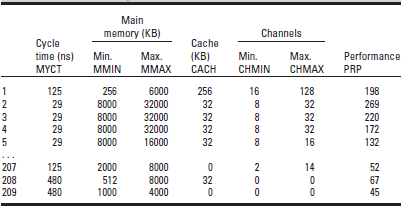 Main
memory (KB) Channels
Cycle Cache
time (ns) Min. Max. (KB) Min. Max. Performance
MYCT MMIN MMAX CACH CHMIN CHMAX PRP
1 125 256 6000 256 16 128 198
2 29 8000 32000 32 8 32 269
3 29 8000 32000 32 8 32 220
4 29 8000 32000 32 8 32 172
5 29 8000 16000 32 8 16 132
...
207 125 2000 8000 0 2 14 52
208 480 512 8000 32 0 0 67
209 480 1000 4000 0 0 0 45